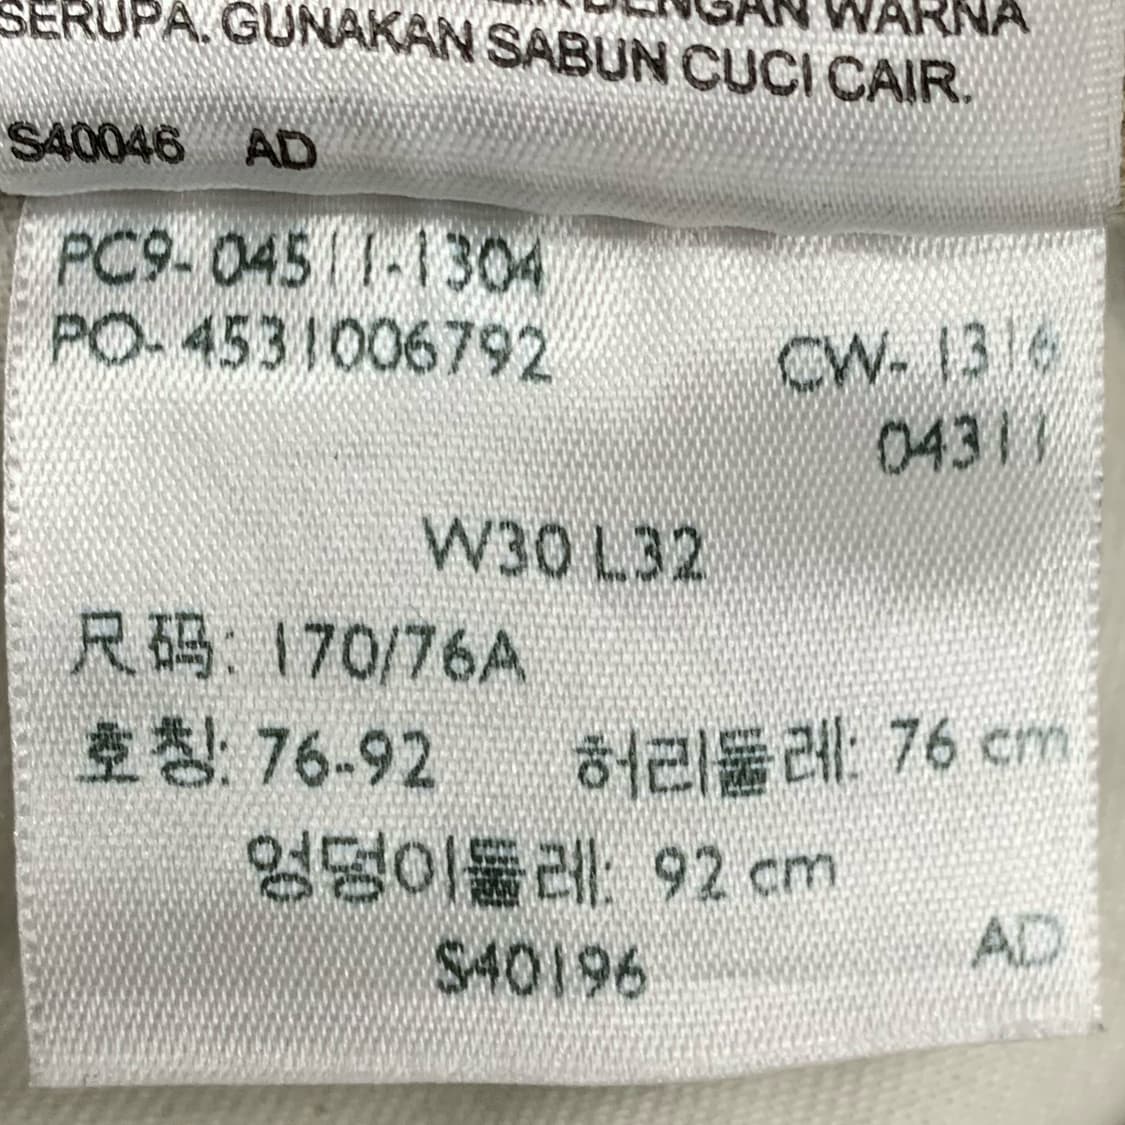 DENGAN WARNA
SERUPA. GUNAKAN SABUN CUCI CAIR.
S40046 AD
PC9-04511-1304
PO-4531006792 CW-1316
04311
W30 L32
尺码: 170/76A
호칭: 76-92 허리둘레: 76 cm
엉덩이둘레: 92 cm
S40196 AD